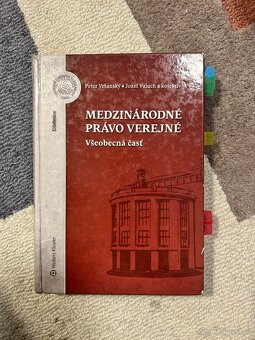 Peter Vršanský • Jozef Valuch a kolektív
MEDZINÁRODNÉ
PRÁVO VEREJNÉ
Všeobecná časť
Wolters Kluwer